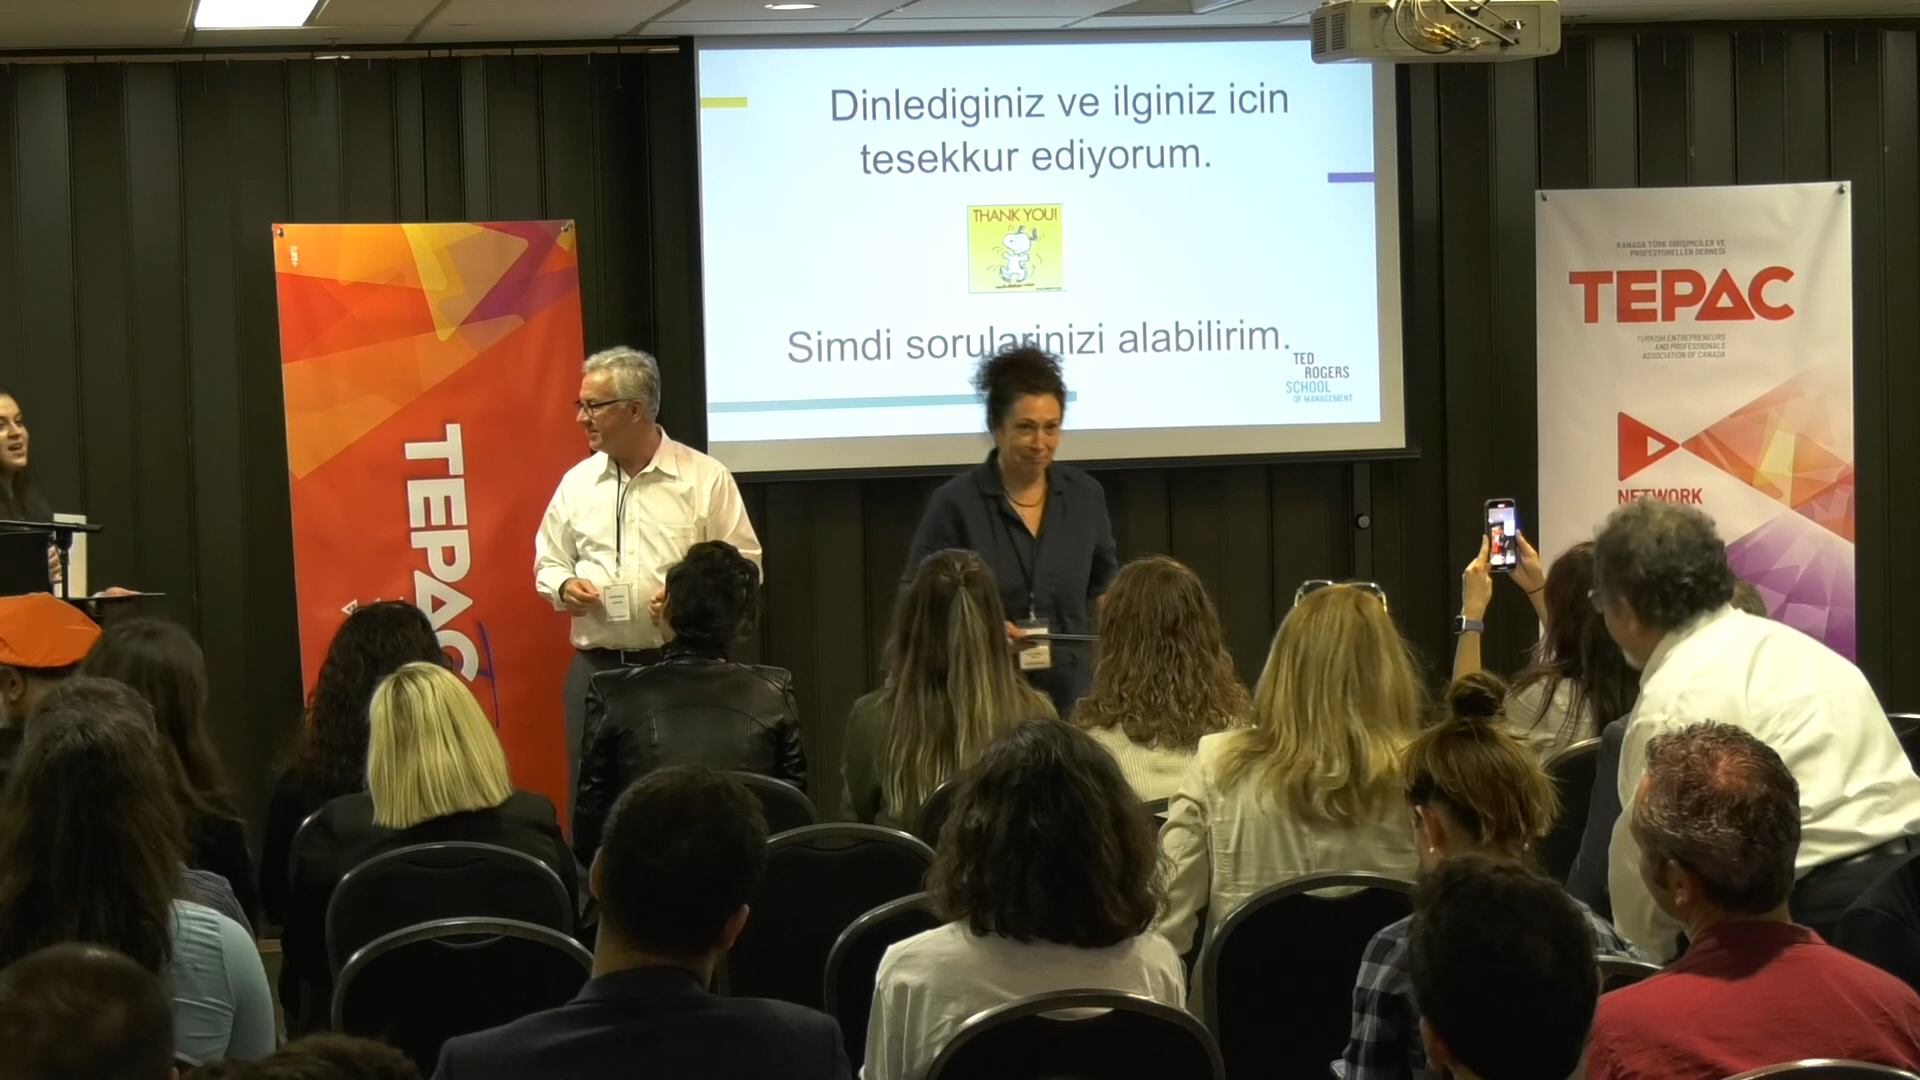 Dinlediginiz ve ilginiz icin
tesekkur ediyorum.
THANK YOU!
Simdi sorularinizi alabilirim.
TED
ROGERS
SCHOOL
OF MANAGEMENT
TEPAC
KANADA TÜRK GİRİŞİMCİLER VE
PROFESYONELLER DERNEĞİ
TEPAC
TURKISH ENTREPRENEURS
AND PROFESSIONALS
ASSOCIATION OF CANADA
NETWORK